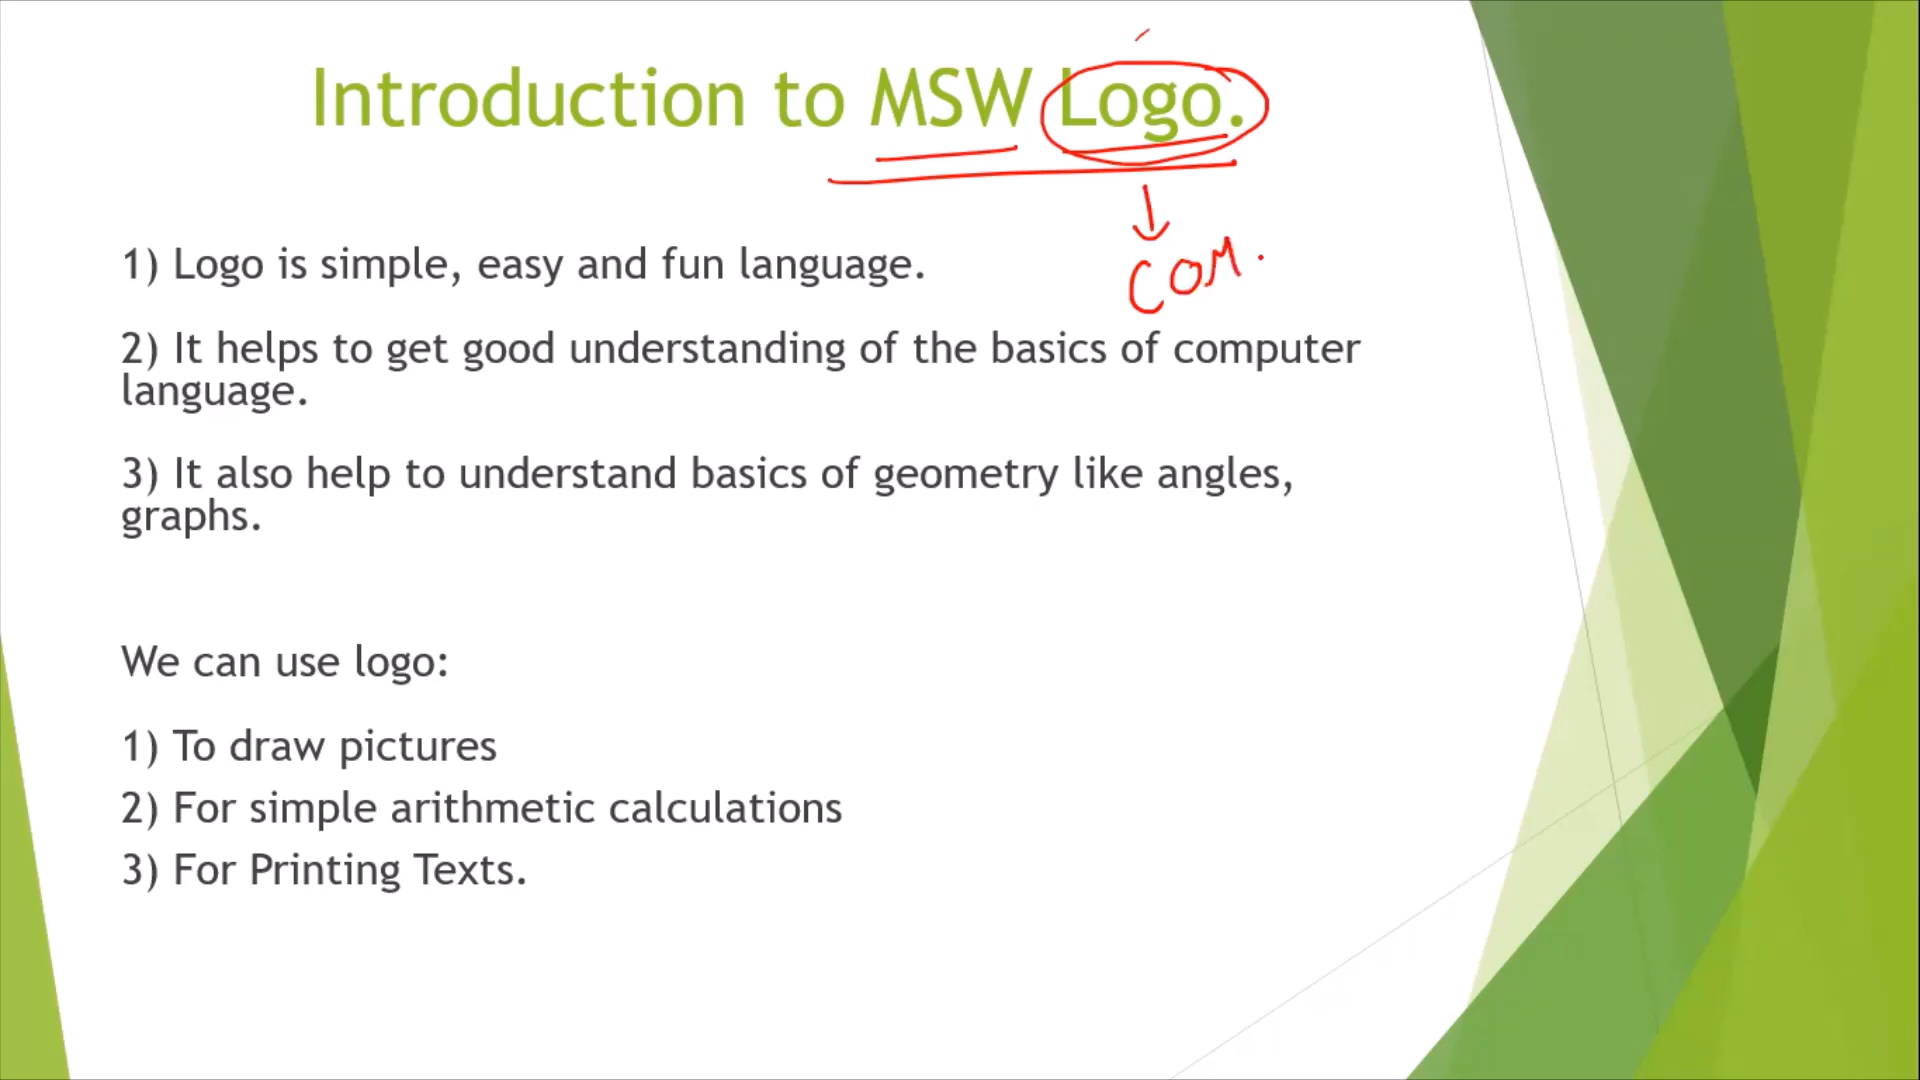 Introduction to MSW Logo.
COM.
1) Logo is simple, easy and fun language.
2) It helps to get good understanding of the basics of computer
language.
3) It also help to understand basics of geometry like angles,
graphs.
We can use logo:
1) To draw pictures
2) For simple arithmetic calculations
3) For Printing Texts.